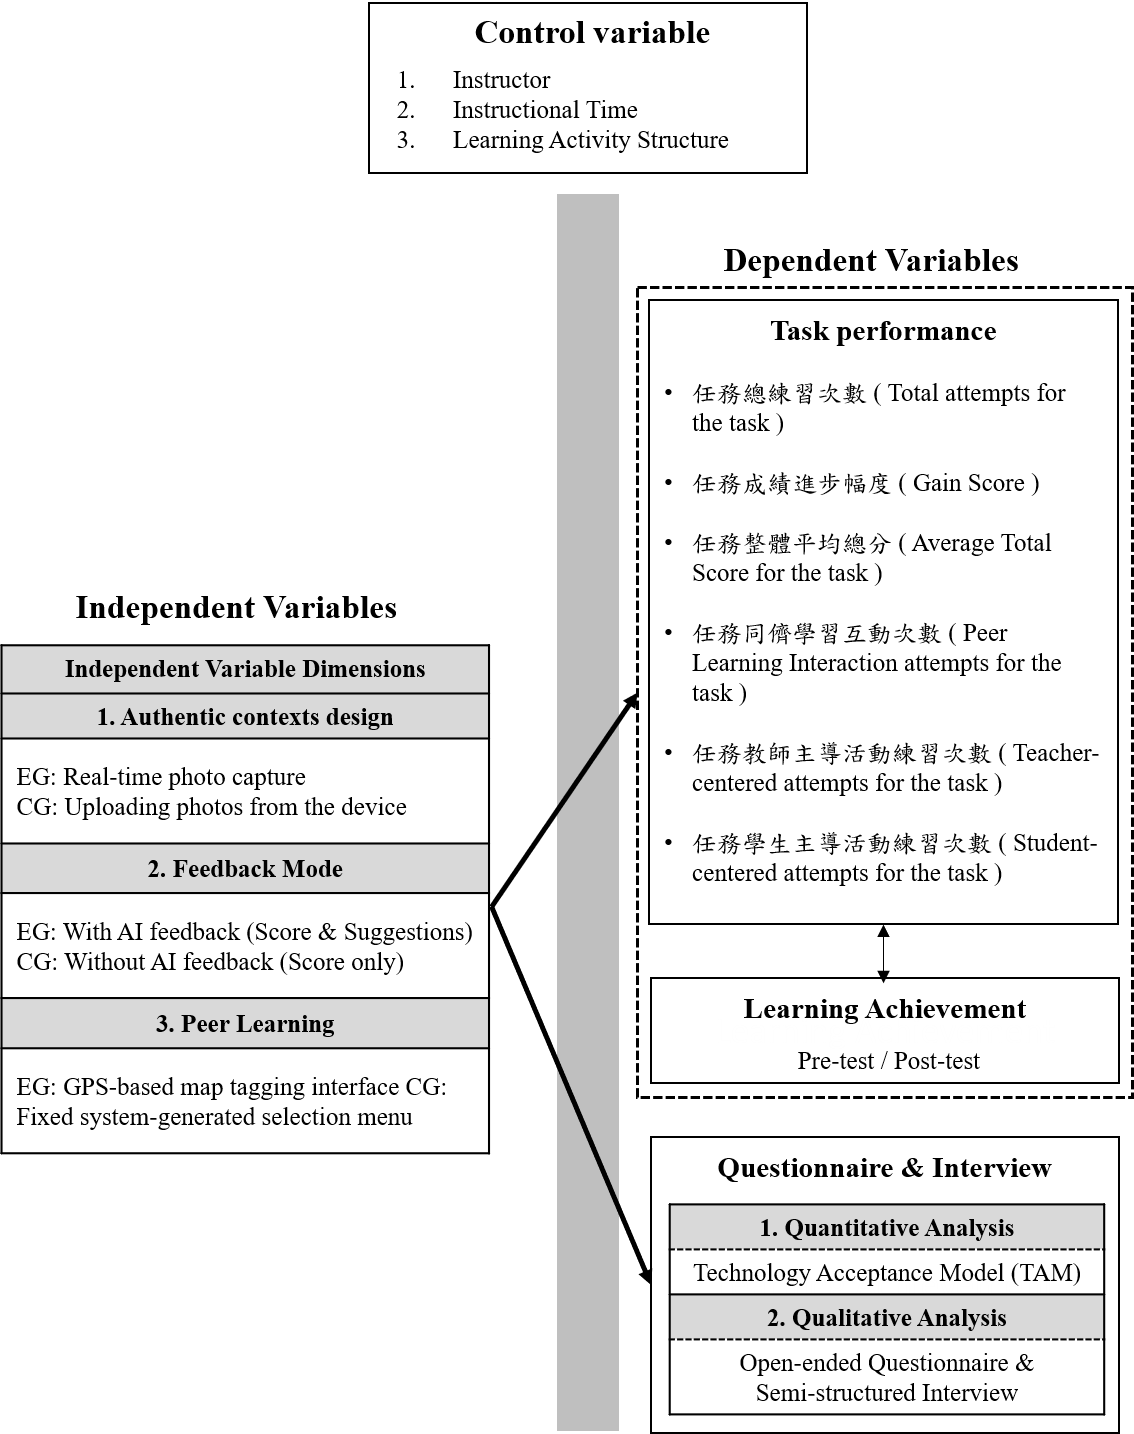 Control variable
1. Instructor
2. Instructional Time
3. Learning Activity Structure
Independent Variables
Independent Variable Dimensions
1. Authentic contexts design
EG: Real-time photo capture
CG: Uploading photos from the device
2. Feedback Mode
EG: With AI feedback (Score & Suggestions)
CG: Without AI feedback (Score only)
3. Peer Learning
EG: GPS-based map tagging interface CG:
Fixed system-generated selection menu
Dependent Variables
Task performance
• 任務總練習次數 ( Total attempts for
the task )
• 任務成績進步幅度 ( Gain Score )
• 任務整體平均總分 ( Average Total
Score for the task )
• 任務同儕學習互動次數 ( Peer
Learning Interaction attempts for the
task )
• 任務教師主導活動練習次數 ( Teacher-
centered attempts for the task )
• 任務學生主導活動練習次數 ( Student-
centered attempts for the task )
Learning Achievement
Pre-test / Post-test
Questionnaire & Interview
1. Quantitative Analysis
Technology Acceptance Model (TAM)
2. Qualitative Analysis
Open-ended Questionnaire &
Semi-structured Interview